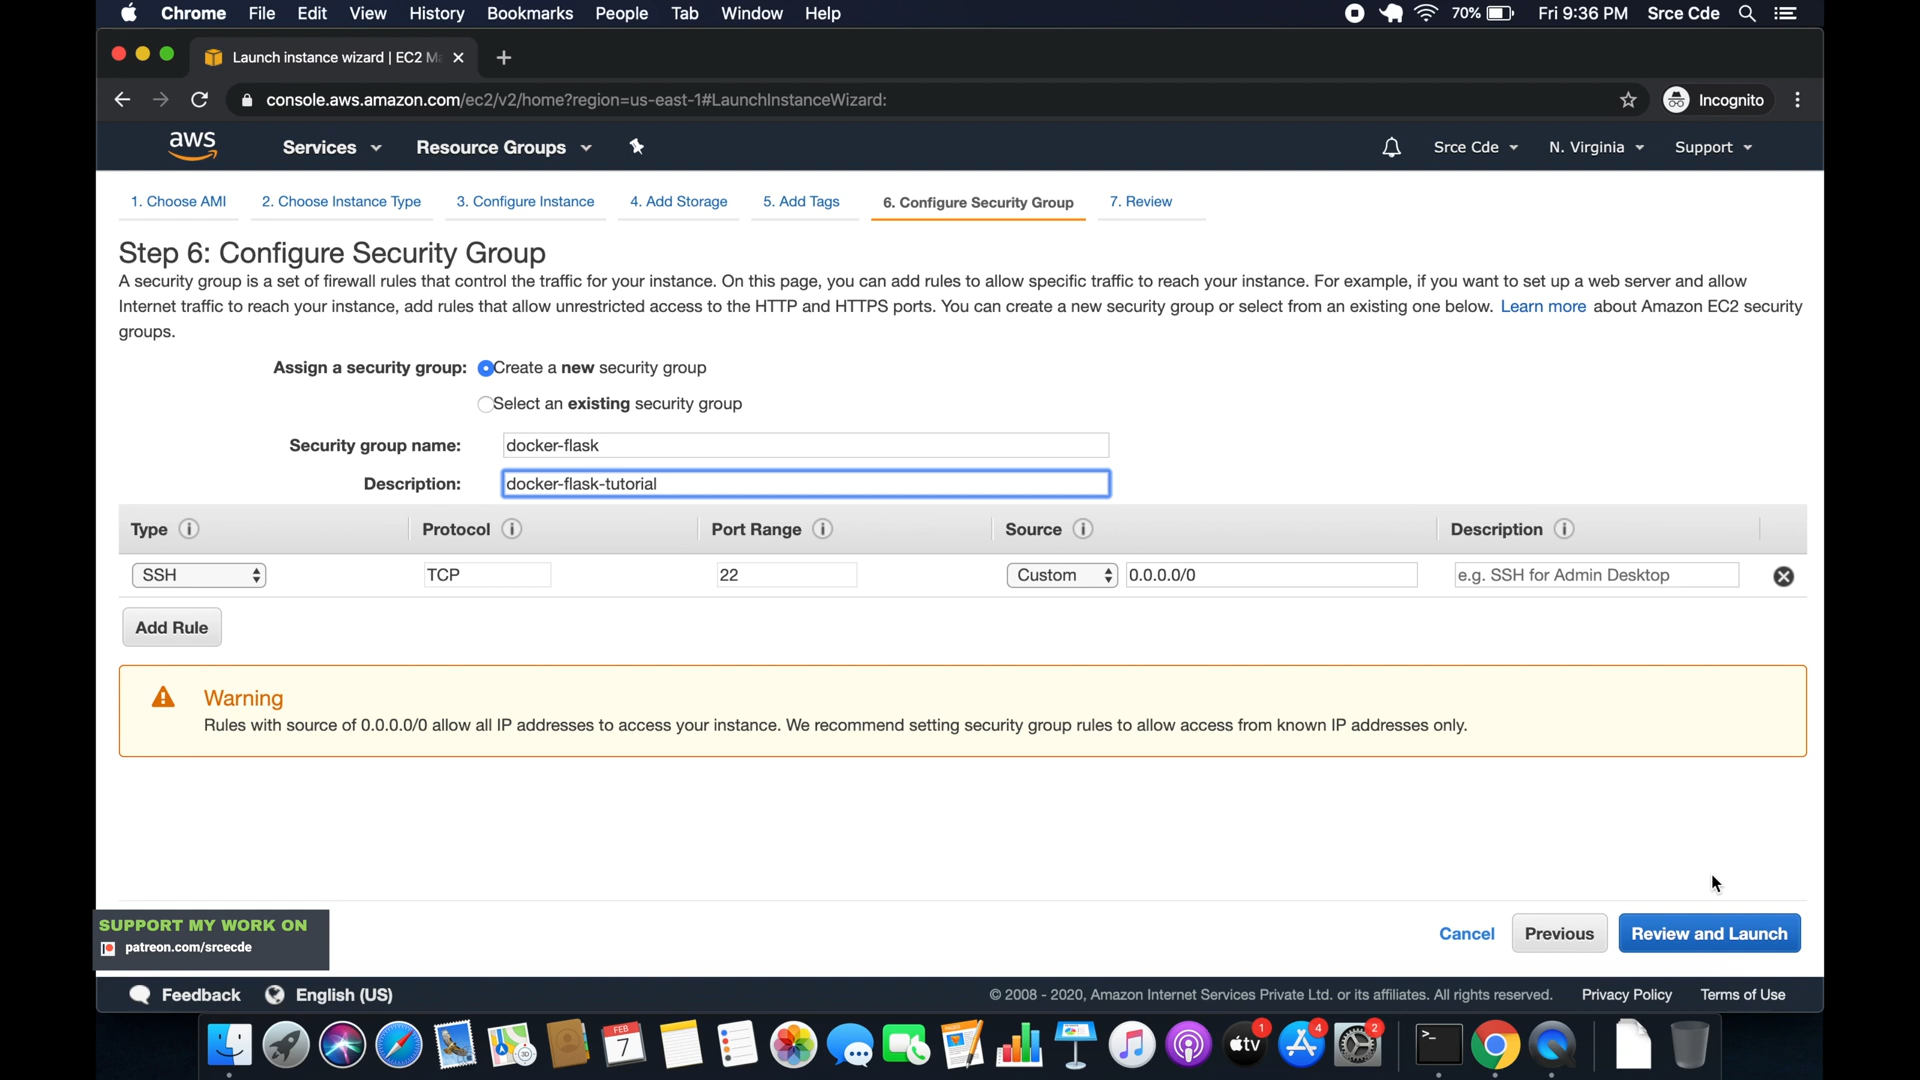 Chrome File Edit View History Bookmarks People Tab Window Help 70% Fri 9:36 PM Srce Cde
Launch instance wizard | EC2 Ma
console.aws.amazon.com/ec2/v2/home?region=us-east-1#LaunchInstanceWizard: Incognito
aws Services Resource Groups Srce Cde N. Virginia Support
1. Choose AMI 2. Choose Instance Type 3. Configure Instance 4. Add Storage 5. Add Tags 6. Configure Security Group 7. Review
Step 6: Configure Security Group
A security group is a set of firewall rules that control the traffic for your instance. On this page, you can add rules to allow specific traffic to reach your instance. For example, if you want to set up a web server and allow
Internet traffic to reach your instance, add rules that allow unrestricted access to the HTTP and HTTPS ports. You can create a new security group or select from an existing one below. Learn more about Amazon EC2 security
groups.
Assign a security group: Create a new security group
Select an existing security group
Security group name: docker-flask
Description: docker-flask-tutorial
Type Protocol Port Range Source Description
SSH TCP 22 Custom 0.0.0.0/0 e.g. SSH for Admin Desktop
Add Rule
Warning
Rules with source of 0.0.0.0/0 allow all IP addresses to access your instance. We recommend setting security group rules to allow access from known IP addresses only.
SUPPORT MY WORK ON
patreon.com/srcecde
Cancel Previous Review and Launch
Feedback English (US) © 2008 - 2020, Amazon Internet Services Private Ltd. or its affiliates. All rights reserved. Privacy Policy Terms of Use
3D FEB 7 tv 1 4 2